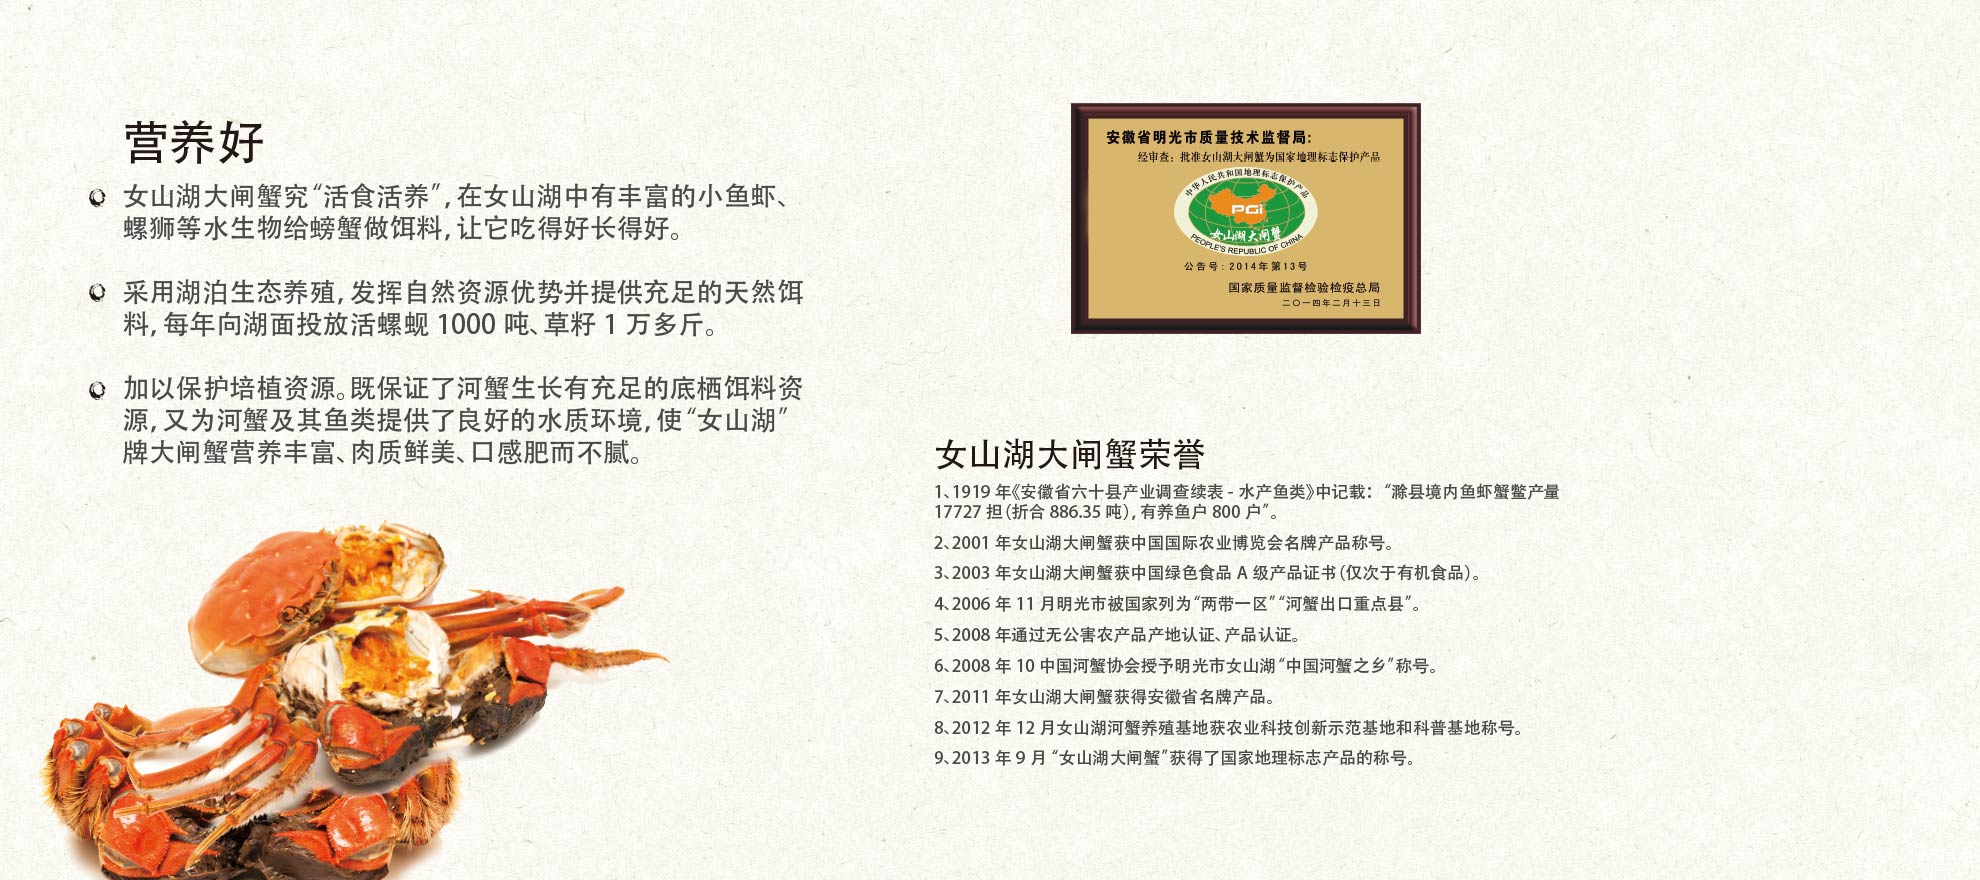 营养好
女山湖大闸蟹究“活食活养”，在女山湖中有丰富的小鱼虾、
螺狮等水生物给螃蟹做饵料，让它吃得好长得好。
采用湖泊生态养殖，发挥自然资源优势并提供充足的天然饵
料，每年向湖面投放活螺蚬 1000 吨、草籽 1 万多斤。
加以保护培植资源。既保证了河蟹生长有充足的底栖饵料资
源，又为河蟹及其鱼类提供了良好的水质环境，使“女山湖”
牌大闸蟹营养丰富、肉质鲜美、口感肥而不腻。
安徽省明光市质量技术监督局：
经审查：批准女山湖大闸蟹为国家地理标志保护产品
中华人民共和国地理标志保护产品
PGi
女山湖大闸蟹
PEOPLE'S REPUBLIC OF CHINA
公告号：2014年第13号
国家质量监督检验检疫总局
二〇一四年二月十三日
女山湖大闸蟹荣誉
1、1919 年《安徽省六十县产业调查续表 - 水产鱼类》中记载： “滁县境内鱼虾蟹鳖产量
17727 担（折合 886.35 吨），有养鱼户 800 户”。
2、2001 年女山湖大闸蟹获中国国际农业博览会名牌产品称号。
3、2003 年女山湖大闸蟹获中国绿色食品 A 级产品证书（仅次于有机食品）。
4、2006 年 11 月明光市被国家列为“两带一区”“河蟹出口重点县”。
5、2008 年通过无公害农产品产地认证、产品认证。
6、2008 年 10 中国河蟹协会授予明光市女山湖“中国河蟹之乡”称号。
7、2011 年女山湖大闸蟹获得安徽省名牌产品。
8、2012 年 12 月女山湖河蟹养殖基地获农业科技创新示范基地和科普基地称号。
9、2013 年 9 月 “女山湖大闸蟹”获得了国家地理标志产品的称号。